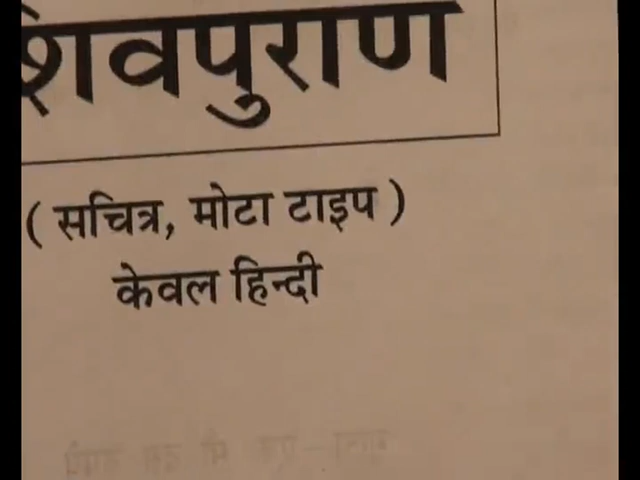 शिवपुराण
( सचित्र, मोटा टाइप )
केवल हिन्दी